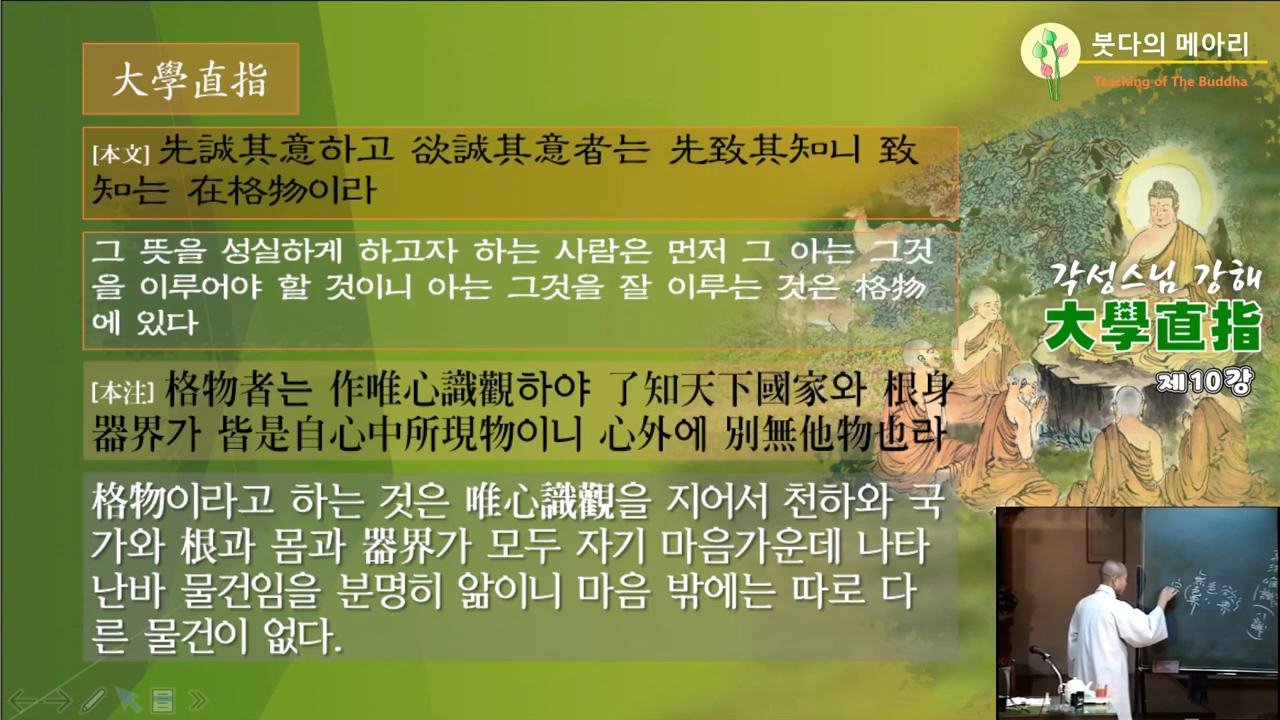 大學直指
[本文] 先誠其意하고 欲誠其意者는 先致其知니 致
知는 在格物이라
그 뜻을 성실하게 하고자 하는 사람은 먼저 그 아는 그것
을 이루어야 할 것이니 아는 그것을 잘 이루는 것은 格物
에 있다
[本注] 格物者는 作唯心識觀하야 了知天下國家와 根身
器界가 皆是自心中所現物이니 心外에 別無他物也라
格物이라고 하는 것은 唯心識觀을 지어서 천하와 국
가와 根과 몸과 器界가 모두 자기 마음가운데 나타
난바 물건임을 분명히 앎이니 마음 밖에는 따로 다
른 물건이 없다.
붓다의 메아리
Teaching of The Buddha
각성스님 강해
大學直指
제10강